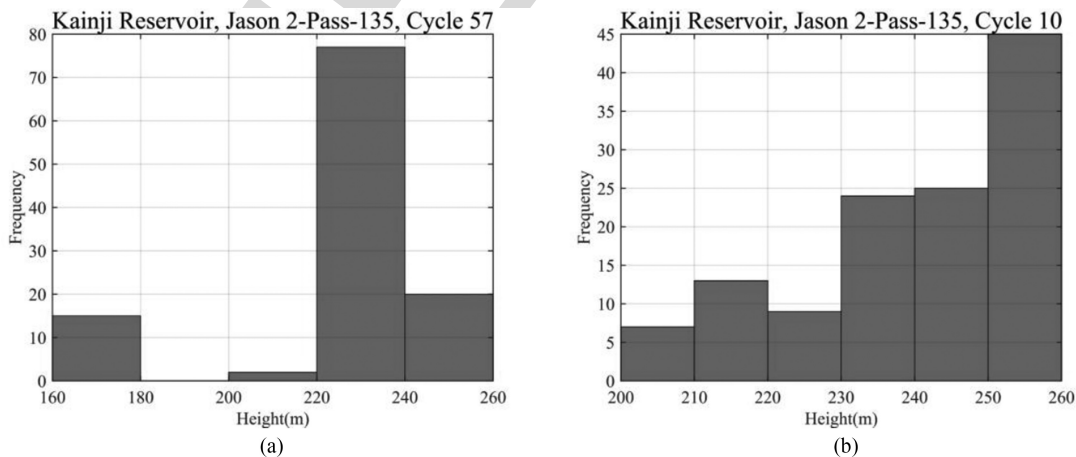 Kainji Reservoir, Jason 2-Pass-135, Cycle 57
80
70
60
50
40
30
20
10
0
Frequency
160 180 200 220 240 260
Height(m)
(a)
Kainji Reservoir, Jason 2-Pass-135, Cycle 10
45
40
35
30
25
20
15
10
5
0
Frequency
200 210 220 230 240 250 260
Height(m)
(b)